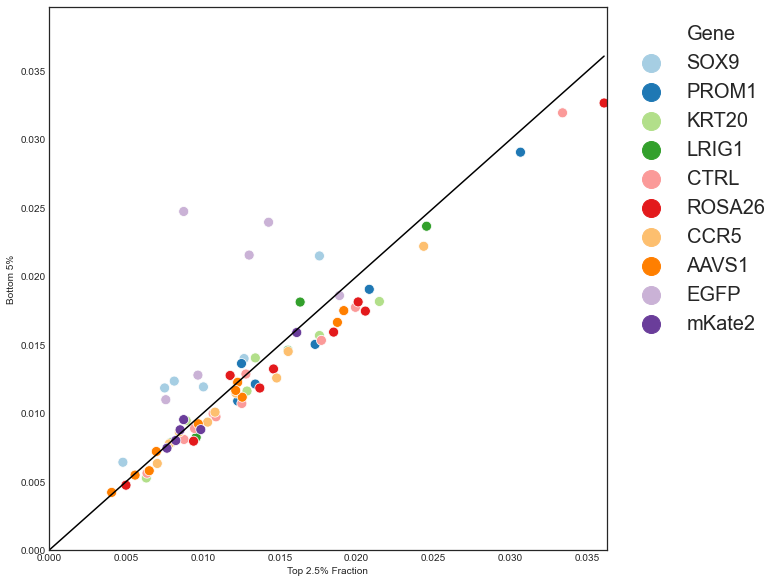 Gene
SOX9
PROM1
KRT20
LRIG1
CTRL
ROSA26
CCR5
AAVS1
EGFP
mKate2
0.035
0.030
0.025
0.020
0.015
0.010
0.005
0.000
Bottom 5%
0.000 0.005 0.010 0.015 0.020 0.025 0.030 0.035
Top 2.5% Fraction